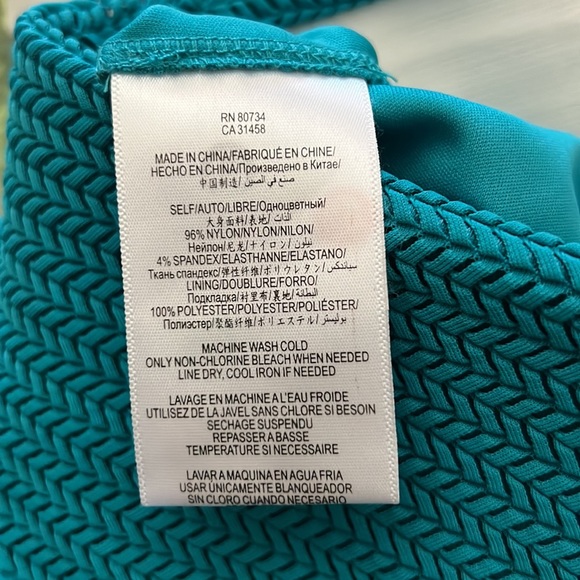 RN 80734
CA 31458
MADE IN CHINA/FABRIQUÉ EN CHINE/
HECHO EN CHINA/Произведено в Китае/
中国制造/ صنع في الصين/
SELF/AUTO/LIBRE/Одноцветный/
大身面料/表地/ الذات/
96% NYLON/NYLON/NILON/
Нейлон/尼龙/ナイロン/ نيلون/
4% SPANDEX/ELASTHANNE/ELASTANO/
Ткань спандекс/弹性纤维/ポリウレタン/ سباندكس/
LINING/DOUBLURE/FORRO/
Подкладка/衬里布/裏地/ البطانة/
100% POLYESTER/POLYESTER/POLIÉSTER/
Полиэстер/聚酯纤维/ポリエステル/ بوليستر/
MACHINE WASH COLD
ONLY NON-CHLORINE BLEACH WHEN NEEDED
LINE DRY, COOL IRON IF NEEDED
LAVAGE EN MACHINE A L'EAU FROIDE
UTILISEZ DE LA JAVEL SANS CHLORE SI BESOIN
SECHAGE SUSPENDU
REPASSER A BASSE
TEMPERATURE SI NECESSAIRE
LAVAR A MAQUINA EN AGUA FRIA
USAR ÚNICAMENTE BLANQUEADOR
SIN CLORO CUANDO NECESARIO